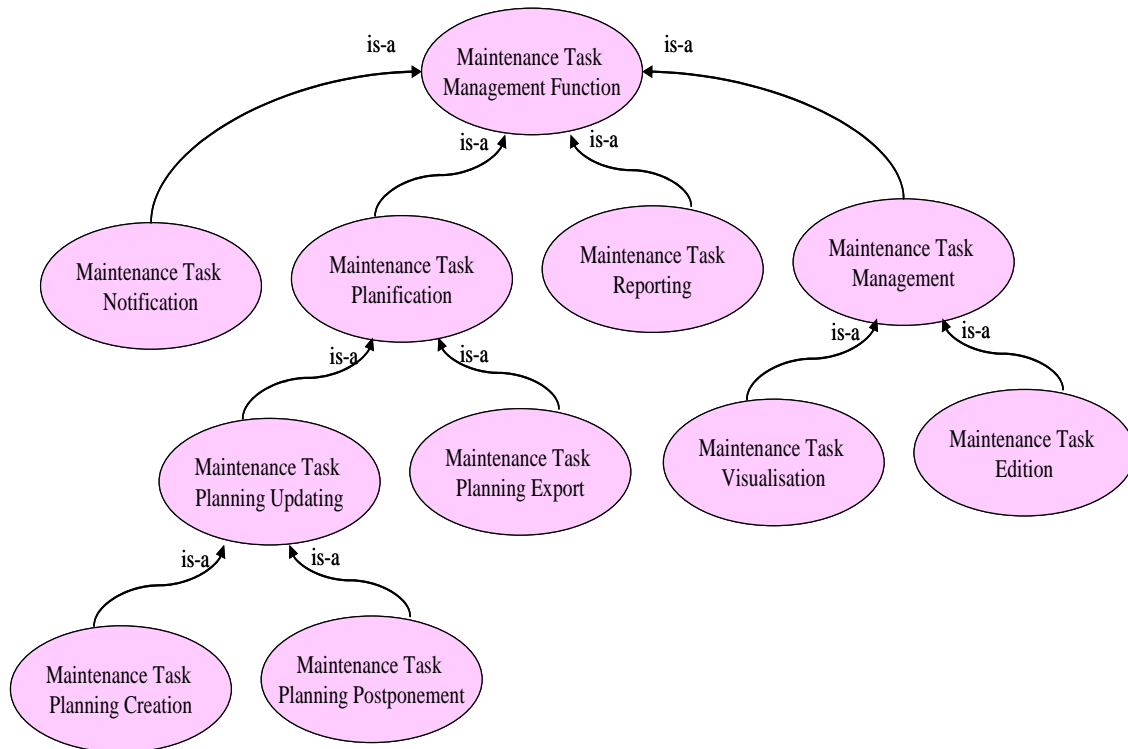 is-a
is-a
Maintenance Task
Management Function
is-a
is-a
Maintenance Task
Notification
Maintenance Task
Planification
Maintenance Task
Reporting
Maintenance Task
Management
is-a
is-a
is-a
is-a
Maintenance Task
Planning Updating
Maintenance Task
Planning Export
Maintenance Task
Visualisation
Maintenance Task
Edition
is-a
is-a
Maintenance Task
Planning Creation
Maintenance Task
Planning Postponement